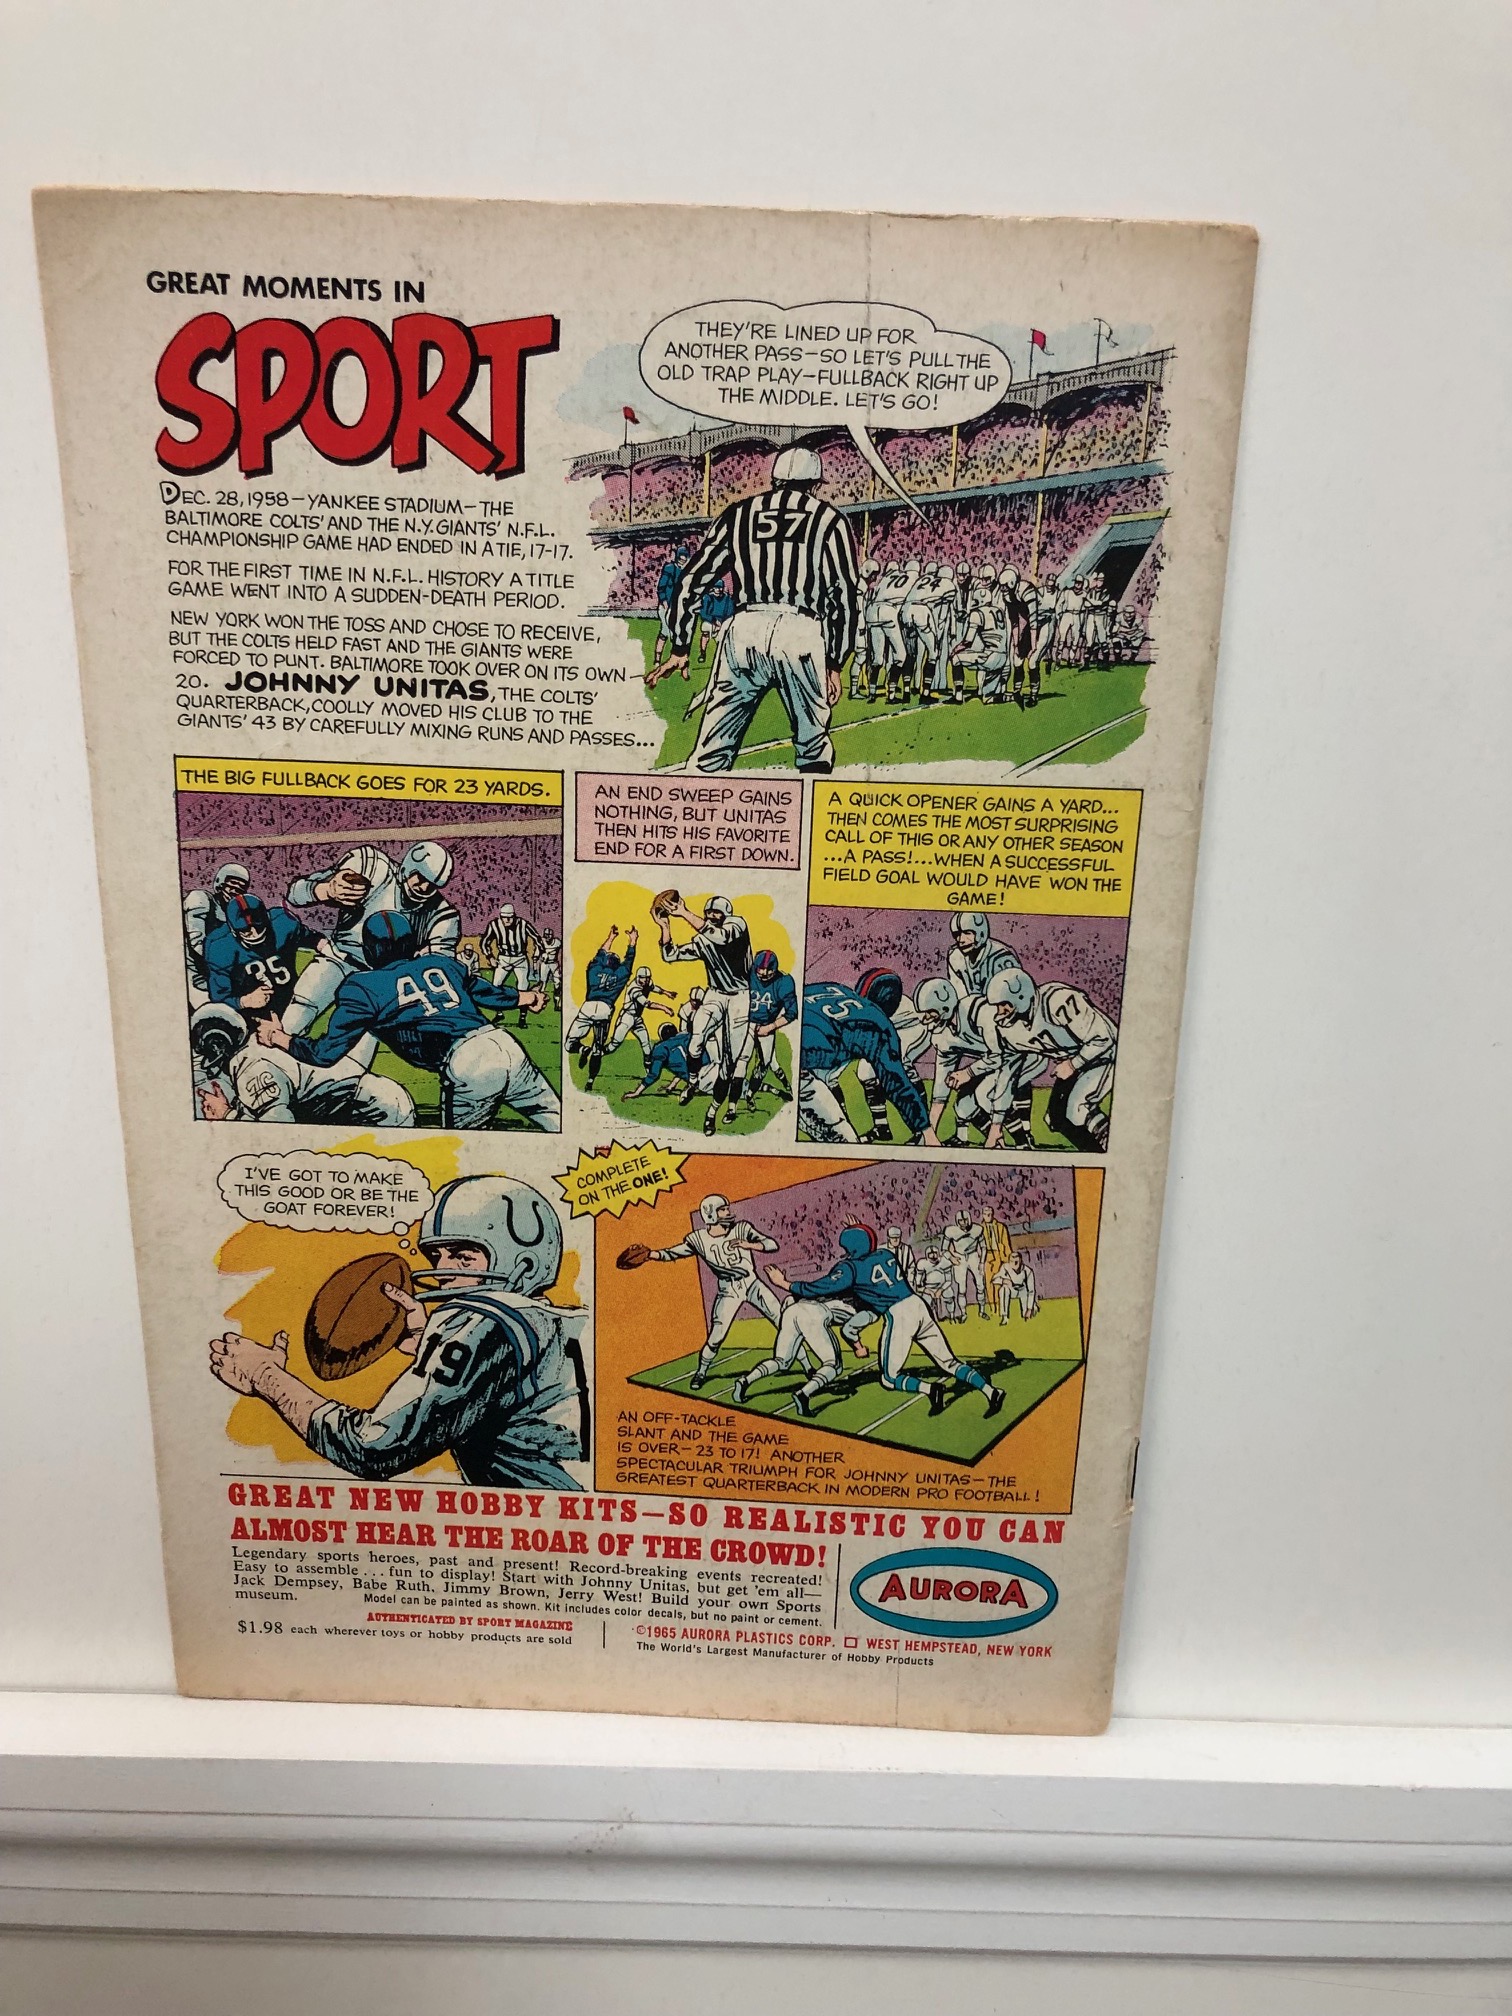 GREAT MOMENTS IN
SPORT
DEC. 28, 1958—YANKEE STADIUM—THE
BALTIMORE COLTS' AND THE N.Y. GIANTS' N.F.L.
CHAMPIONSHIP GAME HAD ENDED IN A TIE, 17-17.
FOR THE FIRST TIME IN N.F.L. HISTORY A TITLE
GAME WENT INTO A SUDDEN-DEATH PERIOD.
NEW YORK WON THE TOSS AND CHOSE TO RECEIVE,
BUT THE COLTS HELD FAST AND THE GIANTS WERE
FORCED TO PUNT. BALTIMORE TOOK OVER ON ITS OWN
20. JOHNNY UNITAS, THE COLTS'
QUARTERBACK, COOLLY MOVED HIS CLUB TO THE
GIANTS' 43 BY CAREFULLY MIXING RUNS AND PASSES...
THEY'RE LINED UP FOR
ANOTHER PASS—SO LET'S PULL THE
OLD TRAP PLAY—FULLBACK RIGHT UP
THE MIDDLE. LET'S GO!
57
70
24
THE BIG FULLBACK GOES FOR 23 YARDS.
35
49
76
AN END SWEEP GAINS
NOTHING, BUT UNITAS
THEN HITS HIS FAVORITE
END FOR A FIRST DOWN.
84
A QUICK OPENER GAINS A YARD...
THEN COMES THE MOST SURPRISING
CALL OF THIS OR ANY OTHER SEASON
...A PASS!...WHEN A SUCCESSFUL
FIELD GOAL WOULD HAVE WON THE
GAME!
75
77
77
I'VE GOT TO MAKE
THIS GOOD OR BE THE
GOAT FOREVER!
19
1
COMPLETE
ON THE ONE!
19
2
42
AN OFF-TACKLE
SLANT AND THE GAME
IS OVER—23 TO 17! ANOTHER
SPECTACULAR TRIUMPH FOR JOHNNY UNITAS—THE
GREATEST QUARTERBACK IN MODERN PRO FOOTBALL!
GREAT NEW HOBBY KITS—SO REALISTIC YOU CAN
ALMOST HEAR THE ROAR OF THE CROWD!
Legendary sports heroes, past and present! Record-breaking events recreated!
Easy to assemble . . . fun to display! Start with Johnny Unitas, but get 'em all—
Jack Dempsey, Babe Ruth, Jimmy Brown, Jerry West! Build your own Sports
museum. Model can be painted as shown. Kit includes color decals, but no paint or cement.
AUTHENTICATED BY SPORT MAGAZINE
$1.98 each wherever toys or hobby products are sold
AURORA
©1965 AURORA PLASTICS CORP. WEST HEMPSTEAD, NEW YORK
The World's Largest Manufacturer of Hobby Products